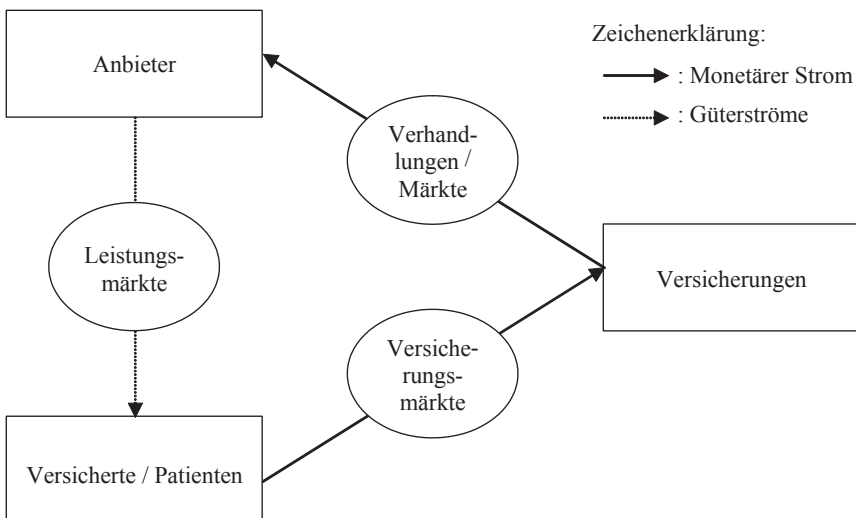 Anbieter
Zeichenerklärung:
: Monetärer Strom
: Güterströme
Verhand-
lungen /
Märkte
Leistungs-
märkte
Versicherungen
Versiche-
rungs-
märkte
Versicherte / Patienten